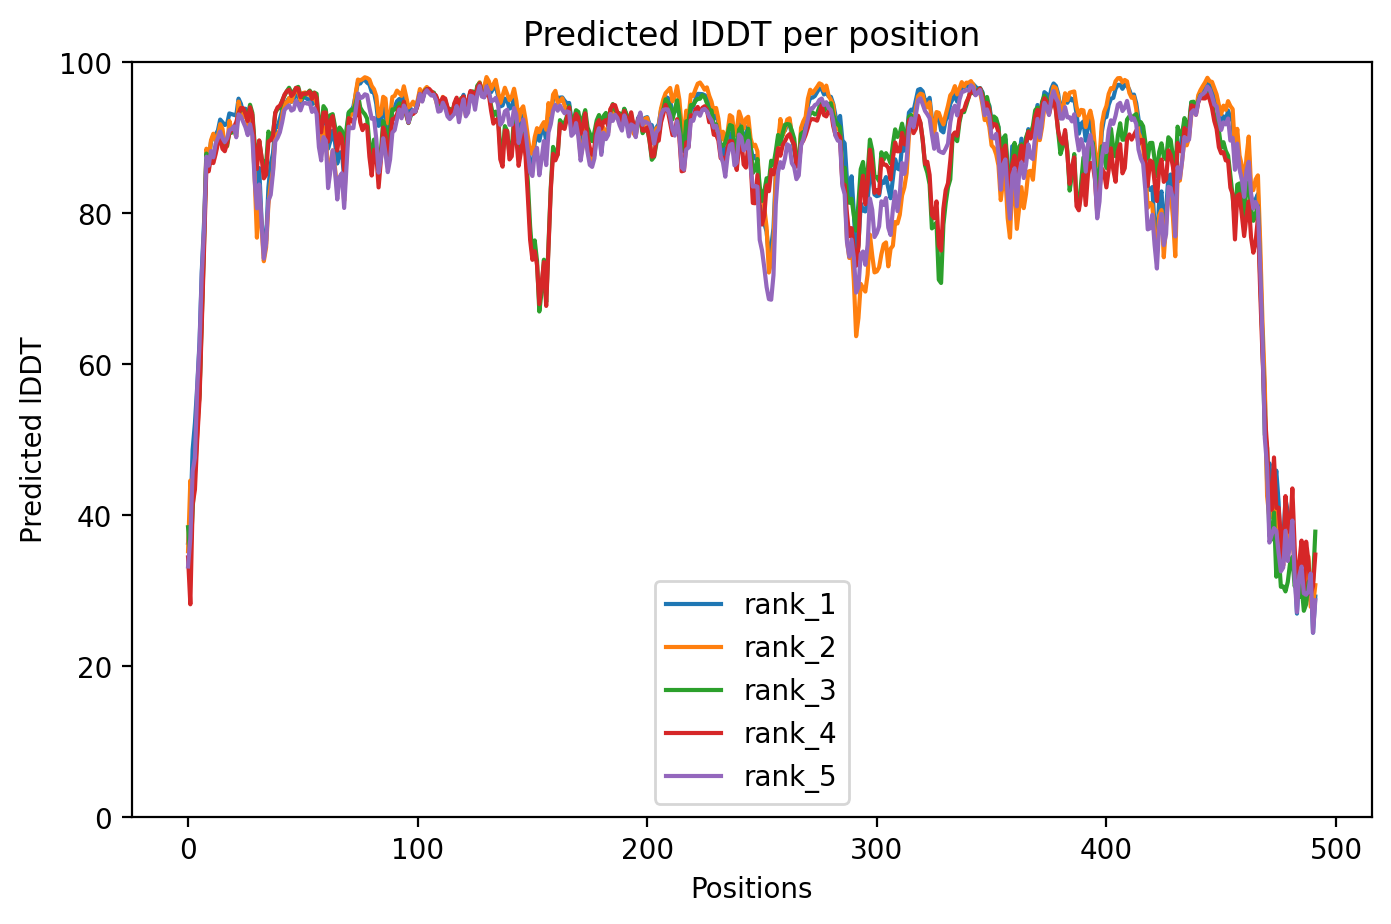 Predicted lDDT per position
100
80
60
40
20
0
Predicted lDDT
rank_1
rank_2
rank_3
rank_4
rank_5
0 100 200 300 400 500
Positions